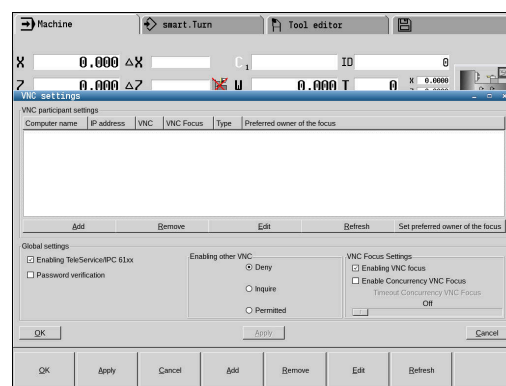 Machine smart.Turn Tool editor
X 0.000 ΔX C 1 ID 0
Z 0.000 ΔZ W 0.000 T 0 X 0.0000
VNC settings
VNC participant settings
Computer name IP address VNC VNC Focus Type Preferred owner of the focus
Add Remove Edit Refresh Set preferred owner of the focus
Global settings
Enabling TeleService/IPC 61xx
Password verification
Enabling other VNC
Deny
Inquire
Permitted
VNC Focus Settings
Enabling VNC focus
Enable Concurrency VNC Focus
Timeout Concurrency VNC Focus
Off
OK Apply Cancel
OK Apply Cancel Add Remove Edit Refresh